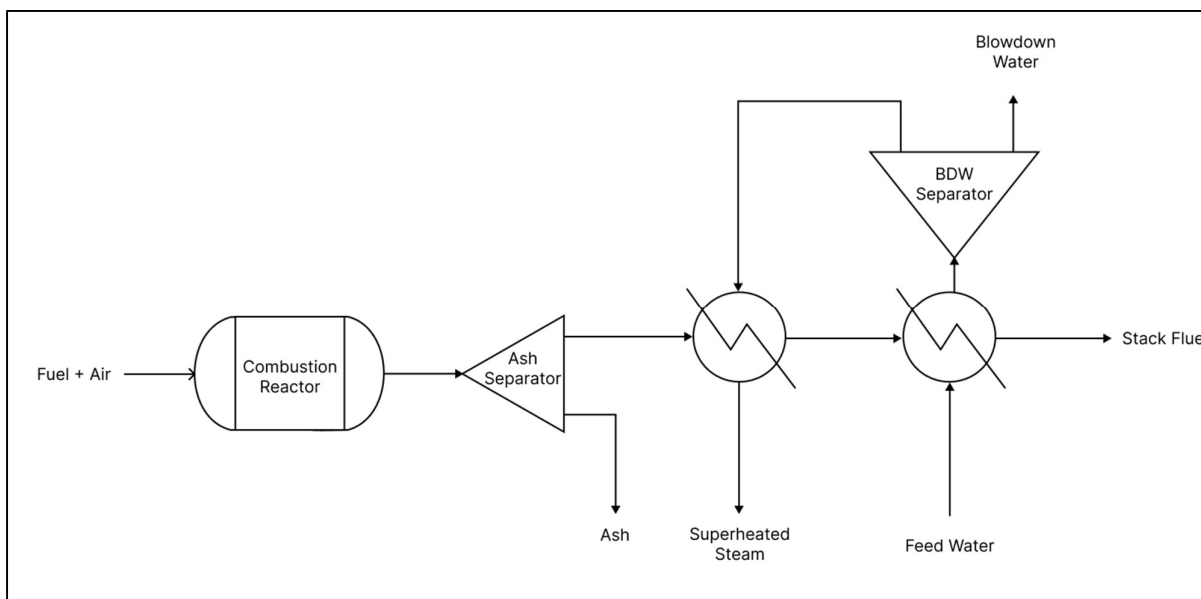 Blowdown
Water
BDW
Separator
Fuel + Air
Combustion
Reactor
Ash
Separator
Stack Flue
Ash
Superheated
Steam
Feed Water